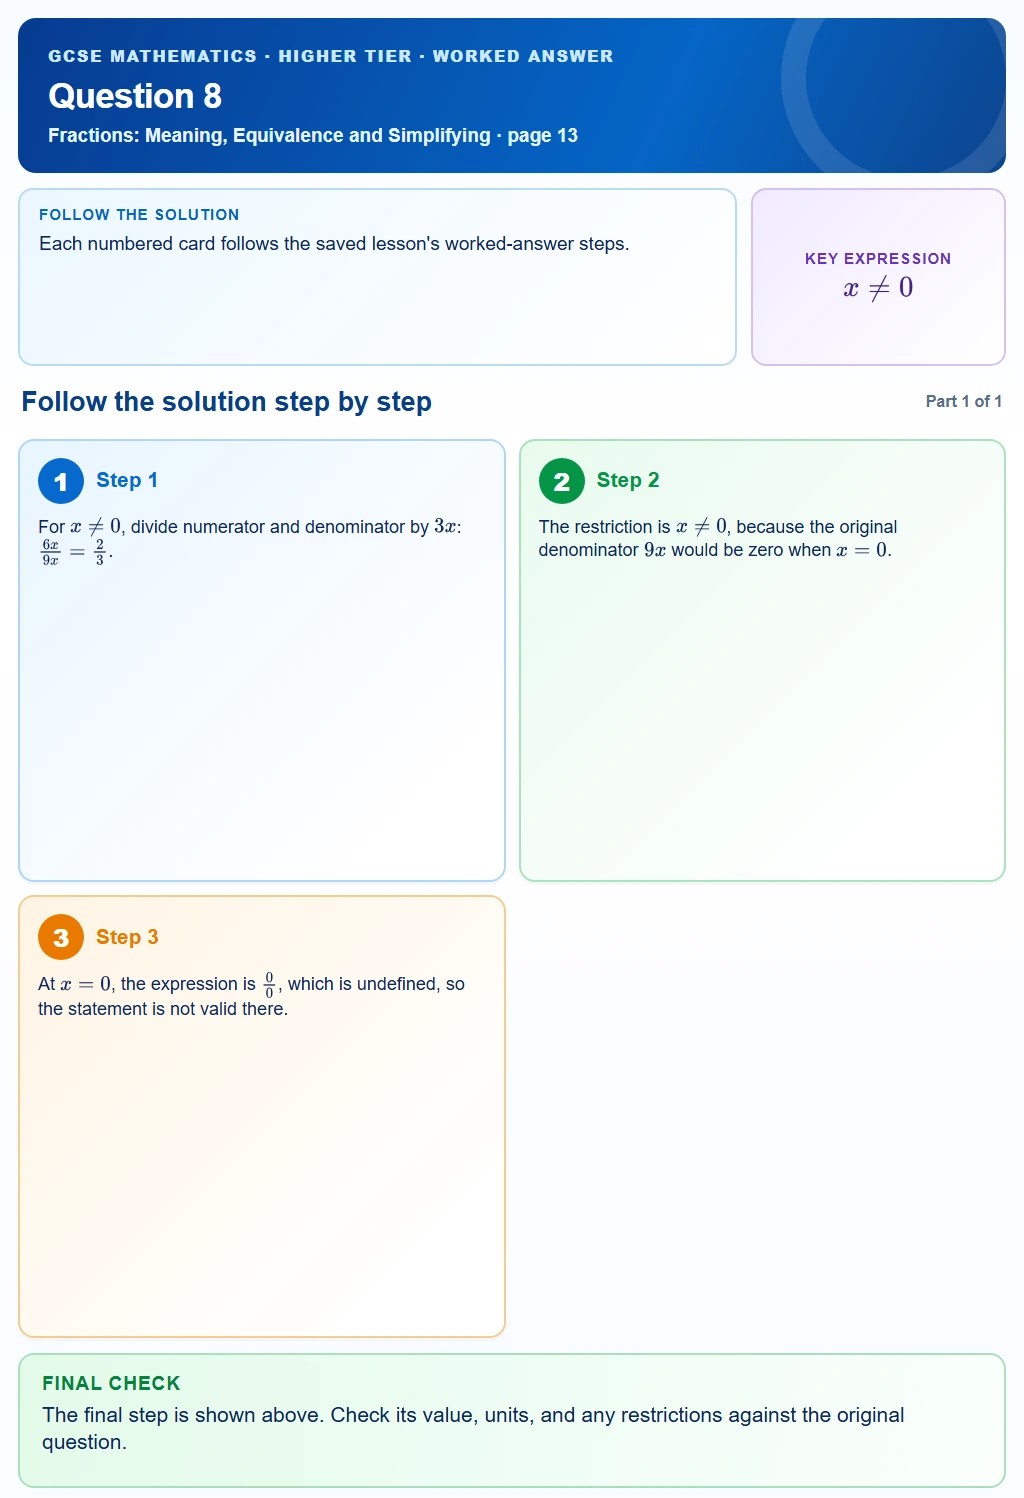 GCSE MATHEMATICS · HIGHER TIER · WORKED ANSWER
Question 8
Fractions: Meaning, Equivalence and Simplifying · page 13
FOLLOW THE SOLUTION
Each numbered card follows the saved lesson's worked-answer steps.
KEY EXPRESSION
x ≠ 0
Follow the solution step by step
Part 1 of 1
1 Step 1
For x ≠ 0, divide numerator and denominator by 3x:
6x/9x = 2/3.
2 Step 2
The restriction is x ≠ 0, because the original
denominator 9x would be zero when x = 0.
3 Step 3
At x = 0, the expression is 0/0, which is undefined, so
the statement is not valid there.
FINAL CHECK
The final step is shown above. Check its value, units, and any restrictions against the original
question.